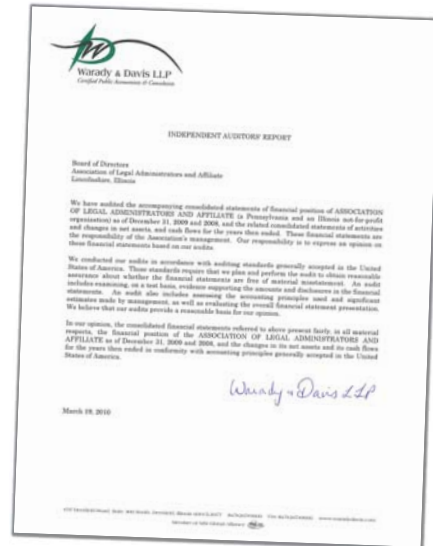 Warady & Davis LLP
Certified Public Accountants & Consultants
INDEPENDENT AUDITORS' REPORT
Board of Directors
Association of Legal Administrators and Affiliate
Lincolnshire, Illinois
We have audited the accompanying consolidated statements of financial position of ASSOCIATION
OF LEGAL ADMINISTRATORS AND AFFILIATE (a Pennsylvania and an Illinois not-for-profit
organization) as of December 31, 2009 and 2008, and the related consolidated statements of activities
and changes in net assets, and cash flows for the years then ended. These financial statements are
the responsibility of the Association's management. Our responsibility is to express an opinion on
these financial statements based on our audits.
We conducted our audits in accordance with auditing standards generally accepted in the United
States of America. Those standards require that we plan and perform the audit to obtain reasonable
assurance about whether the financial statements are free of material misstatement. An audit
includes examining, on a test basis, evidence supporting the amounts and disclosures in the financial
statements. An audit also includes assessing the accounting principles used and significant
estimates made by management, as well as evaluating the overall financial statement presentation.
We believe that our audits provide a reasonable basis for our opinion.
In our opinion, the consolidated financial statements referred to above present fairly, in all material
respects, the financial position of the ASSOCIATION OF LEGAL ADMINISTRATORS AND
AFFILIATE as of December 31, 2009 and 2008, and the changes in its net assets and its cash flows
for the years then ended in conformity with accounting principles generally accepted in the United
States of America.
Warady & Davis LLP
March 19, 2010